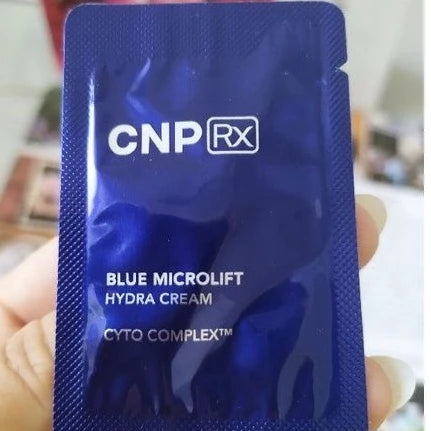 CNP Rx
BLUE MICROLIFT
HYDRA CREAM
CYTO COMPLEX™